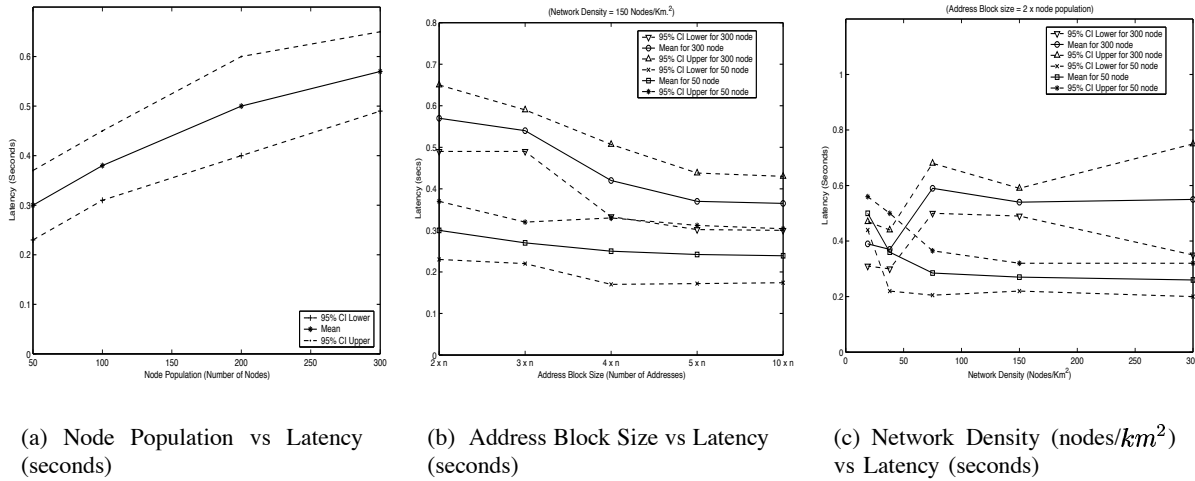 0.6
0.5
0.4
0.3
0.2
0.1
0
50
100
150
200
250
300
Latency (Seconds)
Node Population (Number of Nodes)
95% CI Lower
Mean
95% CI Upper
(Network Density = 150 Nodes/Km.²)
0.8
0.7
0.6
0.5
0.4
0.3
0.2
0.1
0
2 x n
3 x n
4 x n
5 x n
10 x n
Latency (secs)
Address Block Size (Number of Addresses)
95% CI Lower for 300 node
Mean for 300 node
95% CI Upper for 300 node
95% CI Lower for 50 node
Mean for 50 node
95% CI Upper for 50 node
(Address Block size = 2 x node population)
1
0.8
0.6
0.4
0.2
0
0
50
100
150
200
250
30
Latency (Seconds)
Network Density (Nodes/Km²)
95% CI Lower for 300 node
Mean for 300 node
95% CI Upper for 300 node
95% CI Lower for 50 node
Mean for 50 node
95% CI Upper for 50 node
(a) Node Population vs Latency
(seconds)
(b) Address Block Size vs Latency
(seconds)
(c) Network Density (nodes/km²)
vs Latency (seconds)